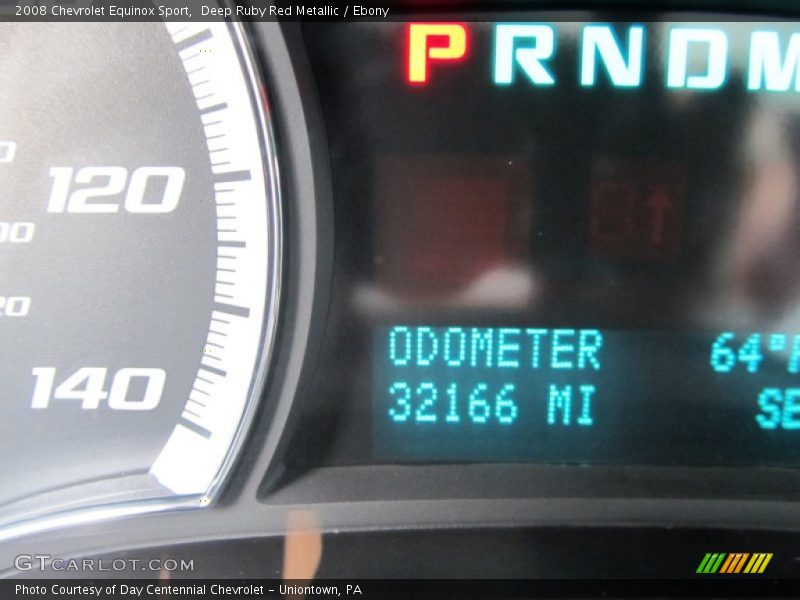 2008 Chevrolet Equinox Sport, Deep Ruby Red Metallic / Ebony
P R N D M
120
140
ODOMETER 64°F
32166 MI SE
GTCARLOT.COM
Photo Courtesy of Day Centennial Chevrolet - Uniontown, PA